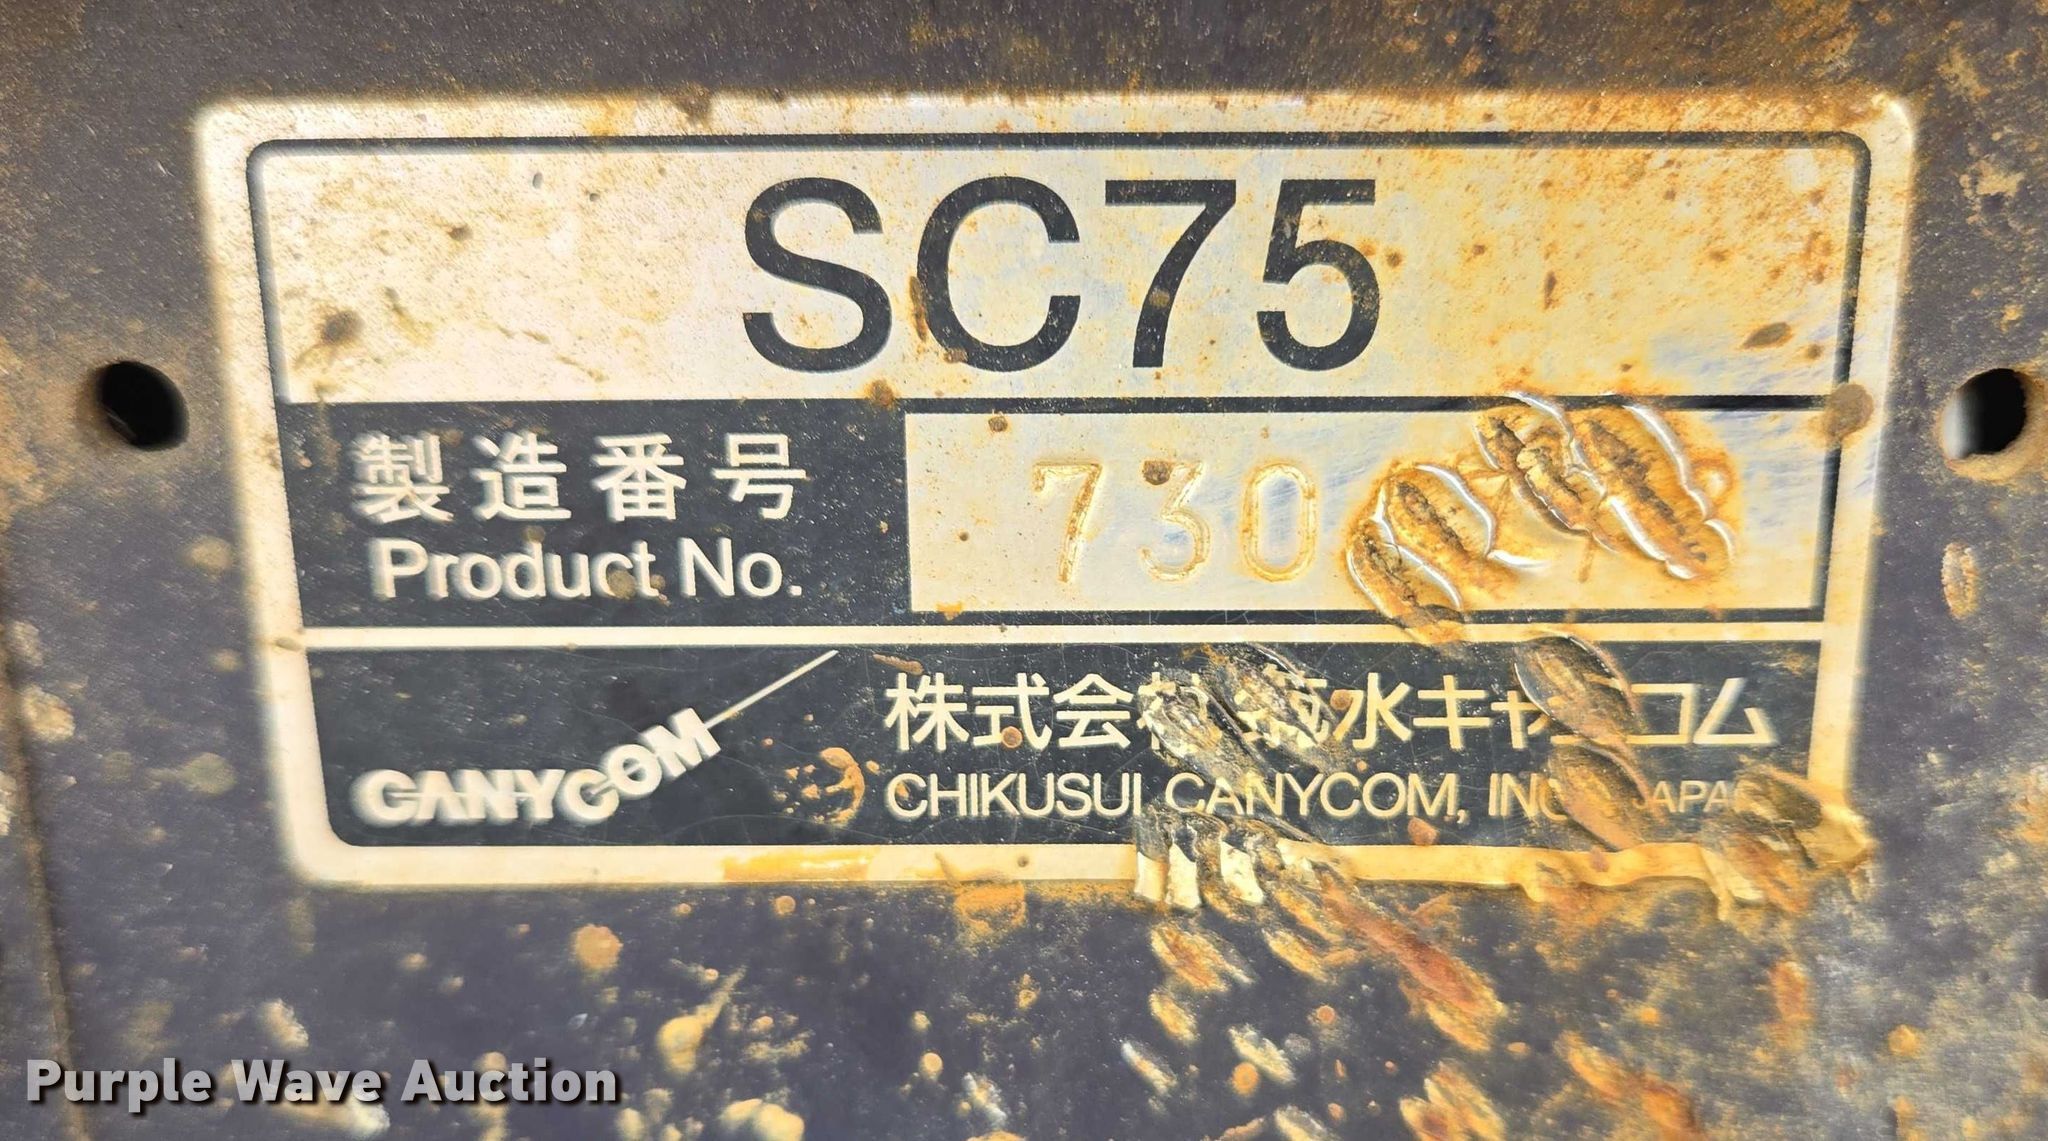 SC75
製造番号
Product No.
730
CANYCOM
株式会 水キャ コム
CHIKUSUI CANYCOM, INC.
Purple Wave Auction